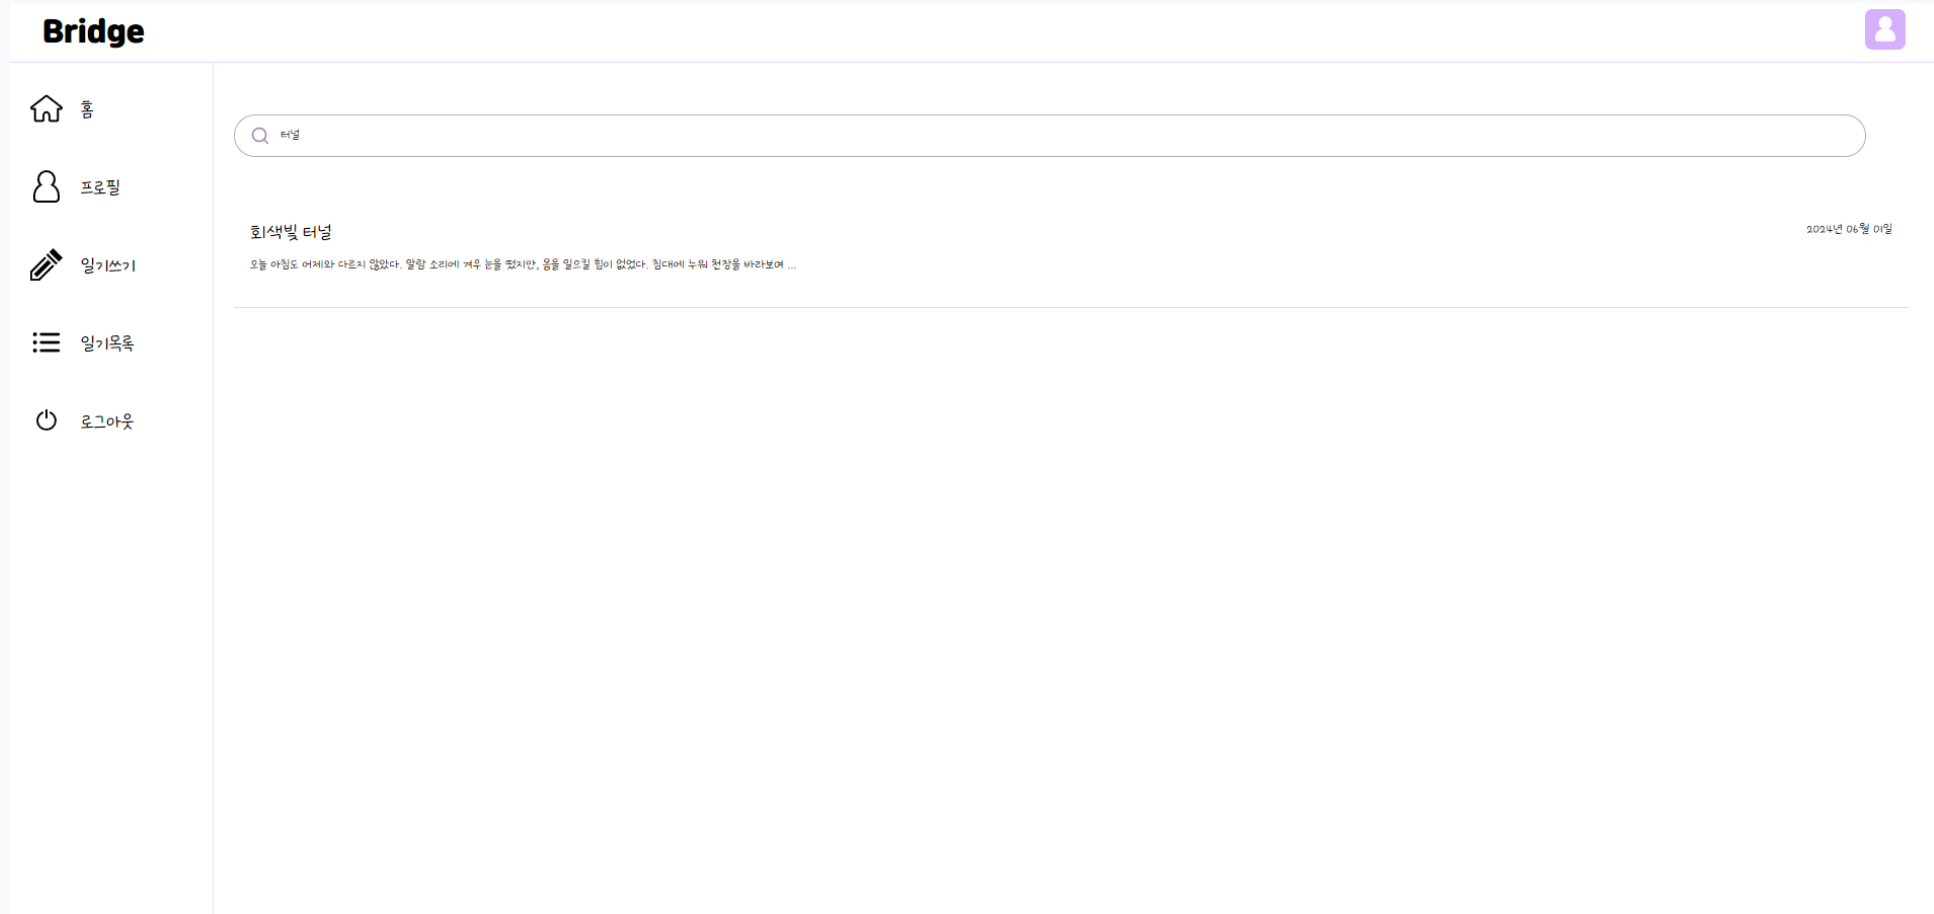 Bridge
홈
프로필
일기쓰기
일기목록
로그아웃
터널
회색빛 터널
2024년 06월 01일
오늘 아침도 어제와 다르지 않았다. 알람 소리에 겨우 눈을 떴지만, 몸을 일으킬 힘이 없었다. 침대에 누워 천장을 바라보며 ...